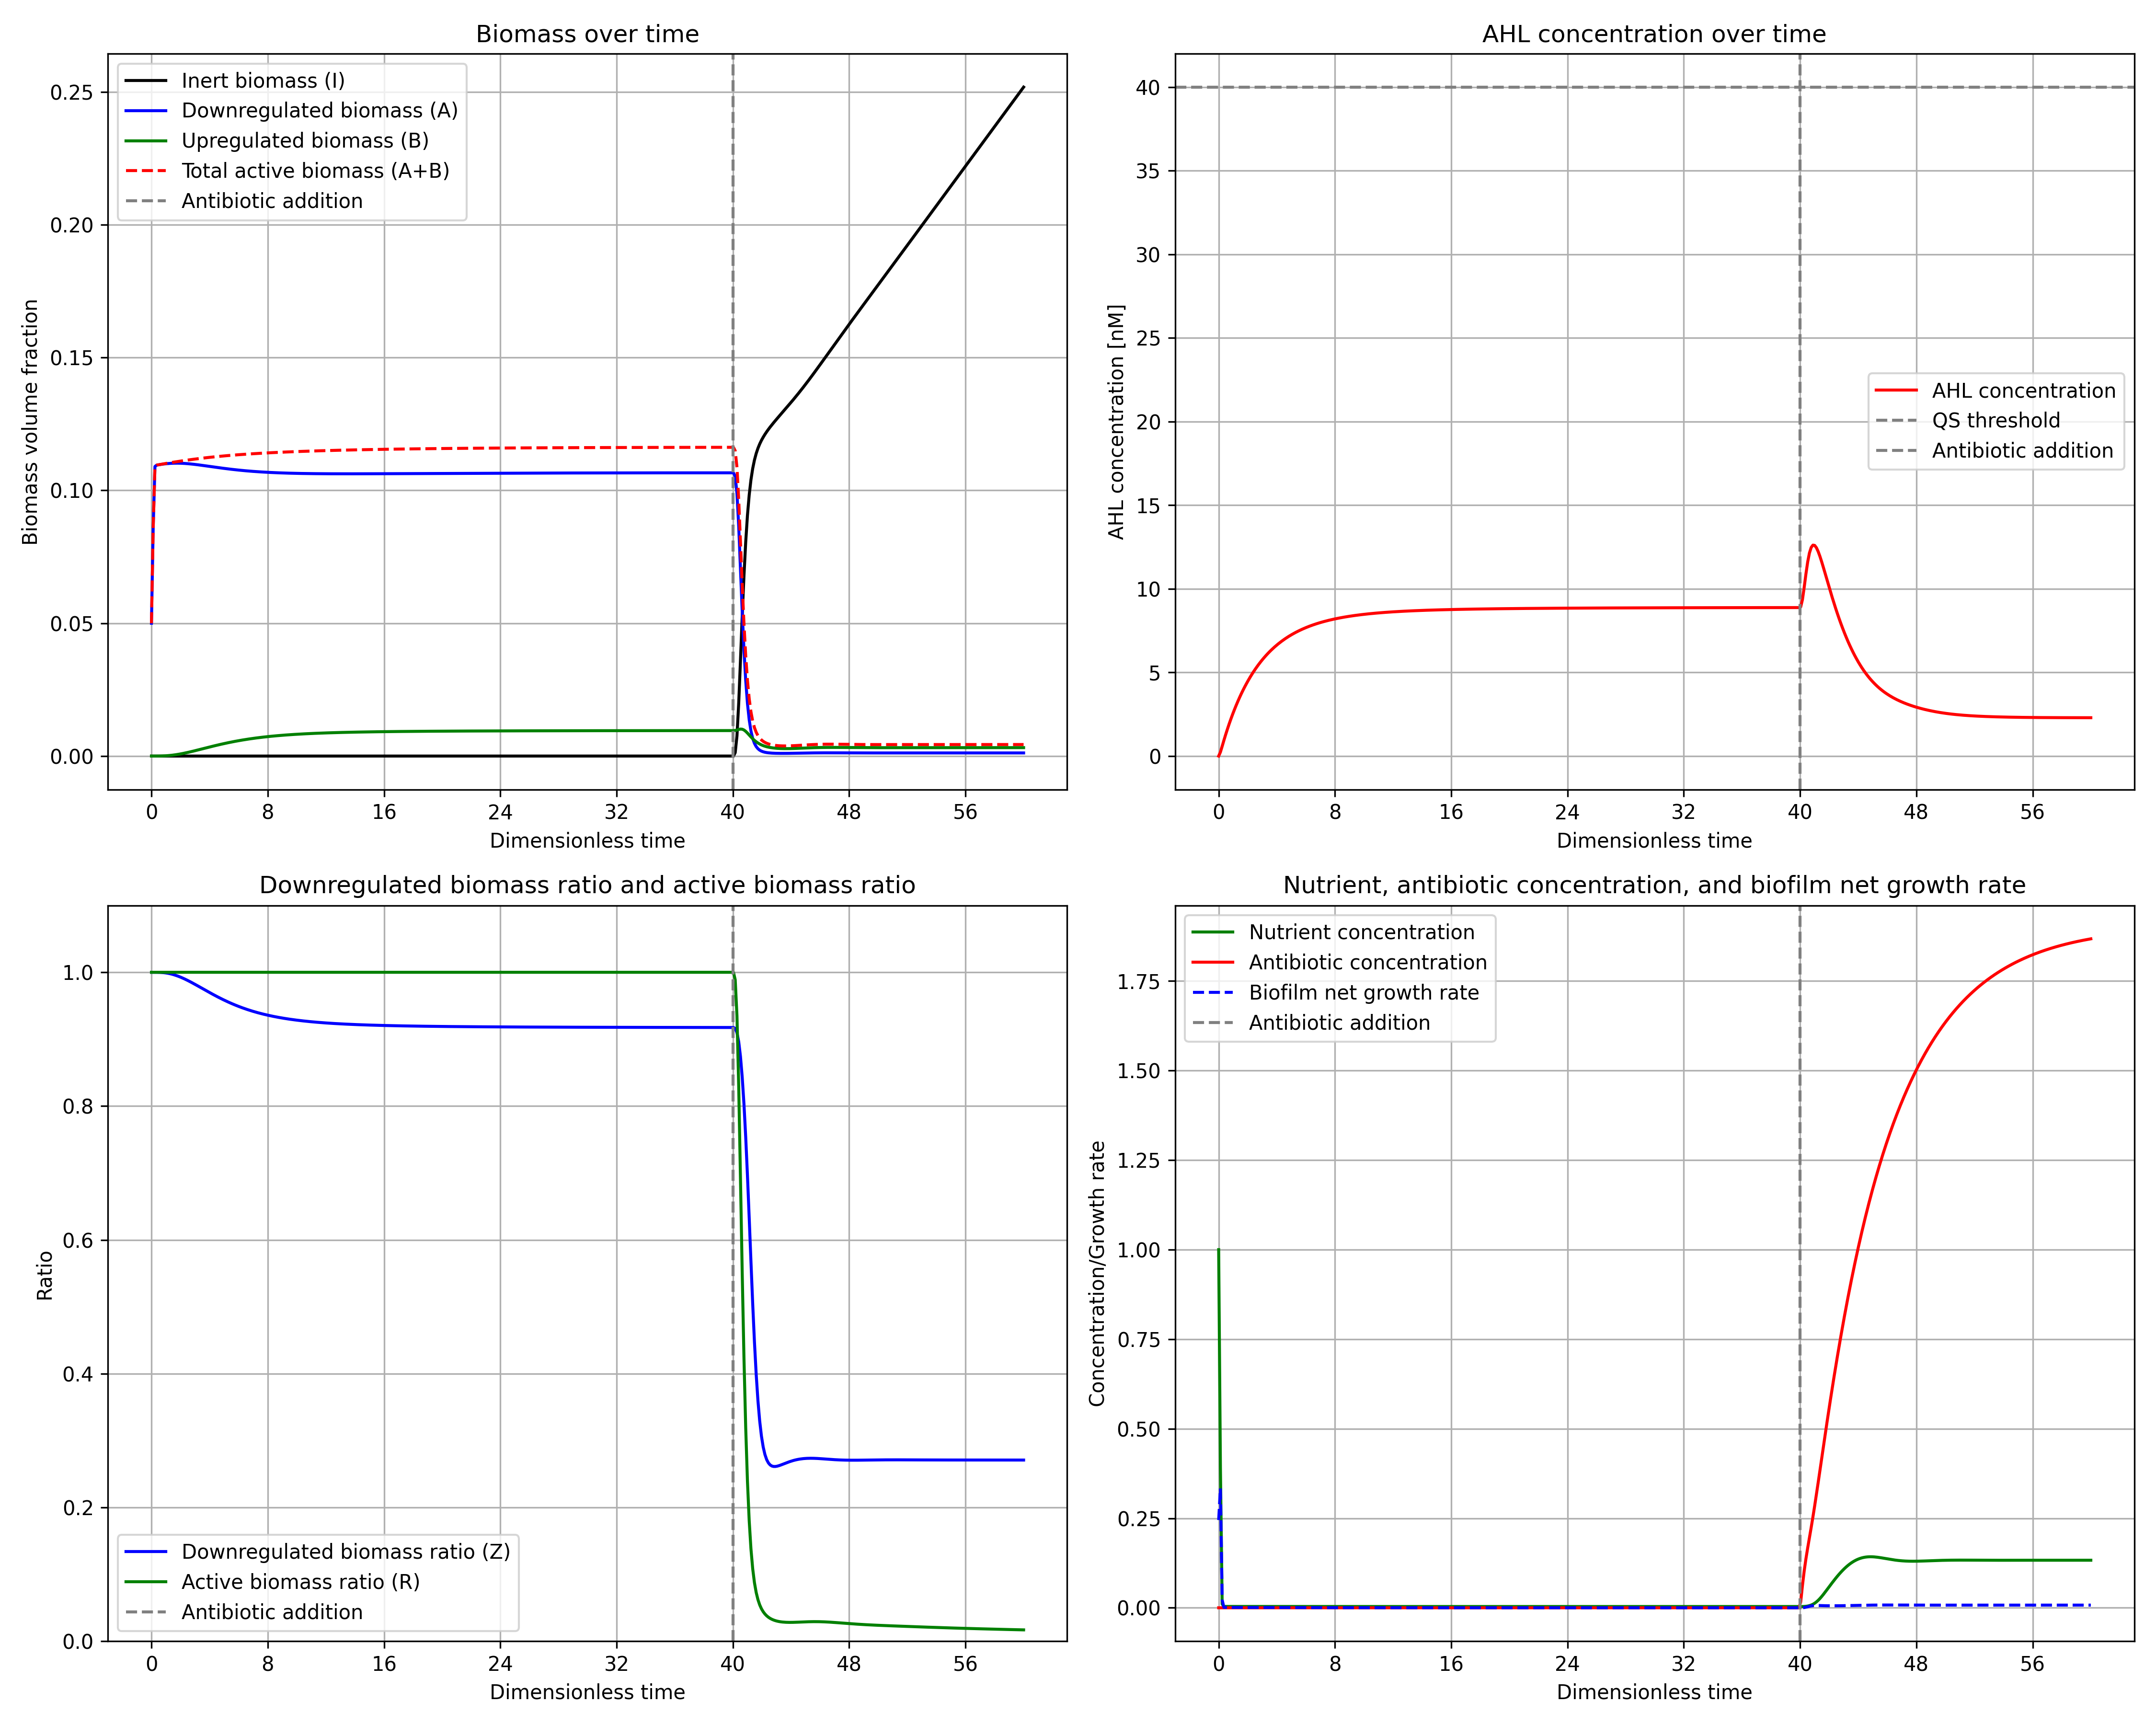 Biomass over time
Biomass volume fraction
0.25
0.20
0.15
0.10
0.05
0.00
Inert biomass (I)
Downregulated biomass (A)
Upregulated biomass (B)
Total active biomass (A+B)
Antibiotic addition
0 8 16 24 32 40 48 56
Dimensionless time
AHL concentration over time
AHL concentration [nM]
40
35
30
25
20
15
10
5
0
AHL concentration
QS threshold
Antibiotic addition
0 8 16 24 32 40 48 56
Dimensionless time
Downregulated biomass ratio and active biomass ratio
Ratio
1.0
0.8
0.6
0.4
0.2
0.0
Downregulated biomass ratio (Z)
Active biomass ratio (R)
Antibiotic addition
0 8 16 24 32 40 48 56
Dimensionless time
Nutrient, antibiotic concentration, and biofilm net growth rate
Concentration/Growth rate
1.75
1.50
1.25
1.00
0.75
0.50
0.25
0.00
Nutrient concentration
Antibiotic concentration
Biofilm net growth rate
Antibiotic addition
0 8 16 24 32 40 48 56
Dimensionless time